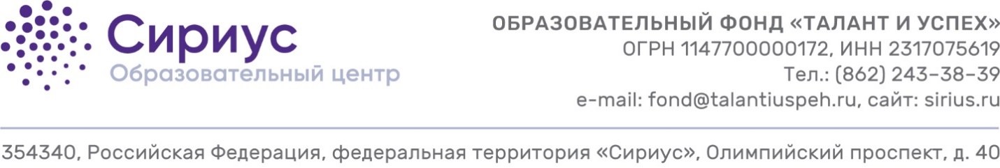 Сириус
Образовательный центр
ОБРАЗОВАТЕЛЬНЫЙ ФОНД «ТАЛАНТ И УСПЕХ»
ОГРН 1147700000172, ИНН 2317075619
Тел.: (862) 243–38–39
e-mail: fond@talantiuspeh.ru, сайт: sirius.ru
354340, Российская Федерация, федеральная территория «Сириус», Олимпийский проспект, д. 40